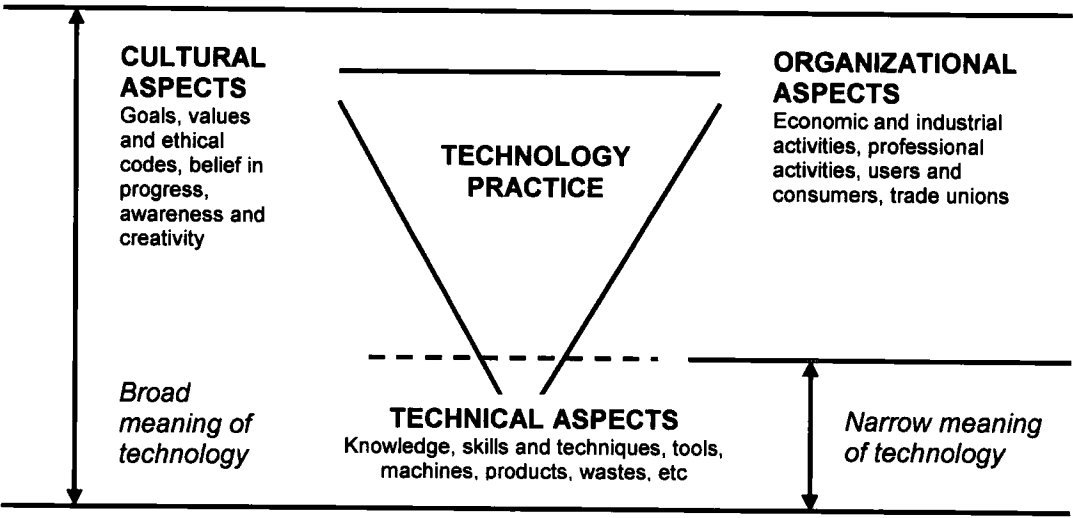 CULTURAL
ASPECTS
Goals, values
and ethical
codes, belief in
progress,
awareness and
creativity
TECHNOLOGY
PRACTICE
ORGANIZATIONAL
ASPECTS
Economic and industrial
activities, professional
activities, users and
consumers, trade unions
Broad
meaning of
technology
TECHNICAL ASPECTS
Knowledge, skills and techniques, tools,
machines, products, wastes, etc
Narrow meaning
of technology